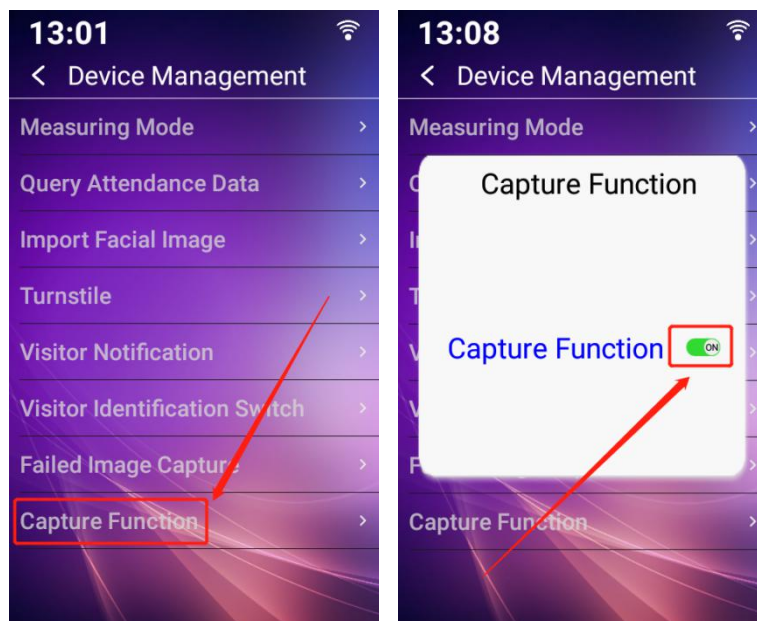 13:01
< Device Management
Measuring Mode >
Query Attendance Data >
Import Facial Image >
Turnstile >
Visitor Notification >
Visitor Identification Switch >
Failed Image Capture >
Capture Function >
13:08
< Device Management
Measuring Mode >
Capture Function
Capture Function ON
Capture Function >